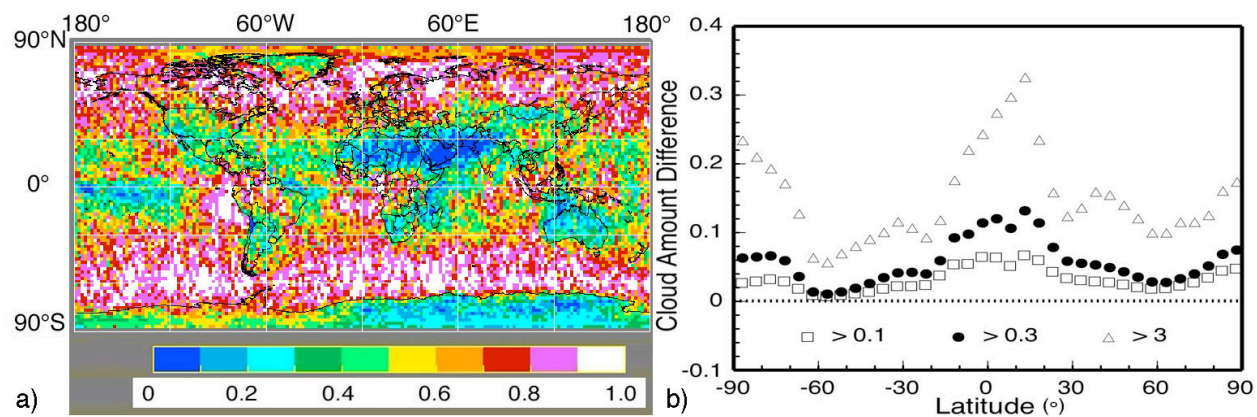 180° 60°W 60°E 180°
90°N
0°
90°S
0 0.2 0.4 0.6 0.8 1.0
a)
0.4
0.3
0.2
0.1
0
-0.1
Cloud Amount Difference
□ > 0.1 ● > 0.3 △ > 3
-90 -60 -30 0 30 60 90
Latitude (°)
b)